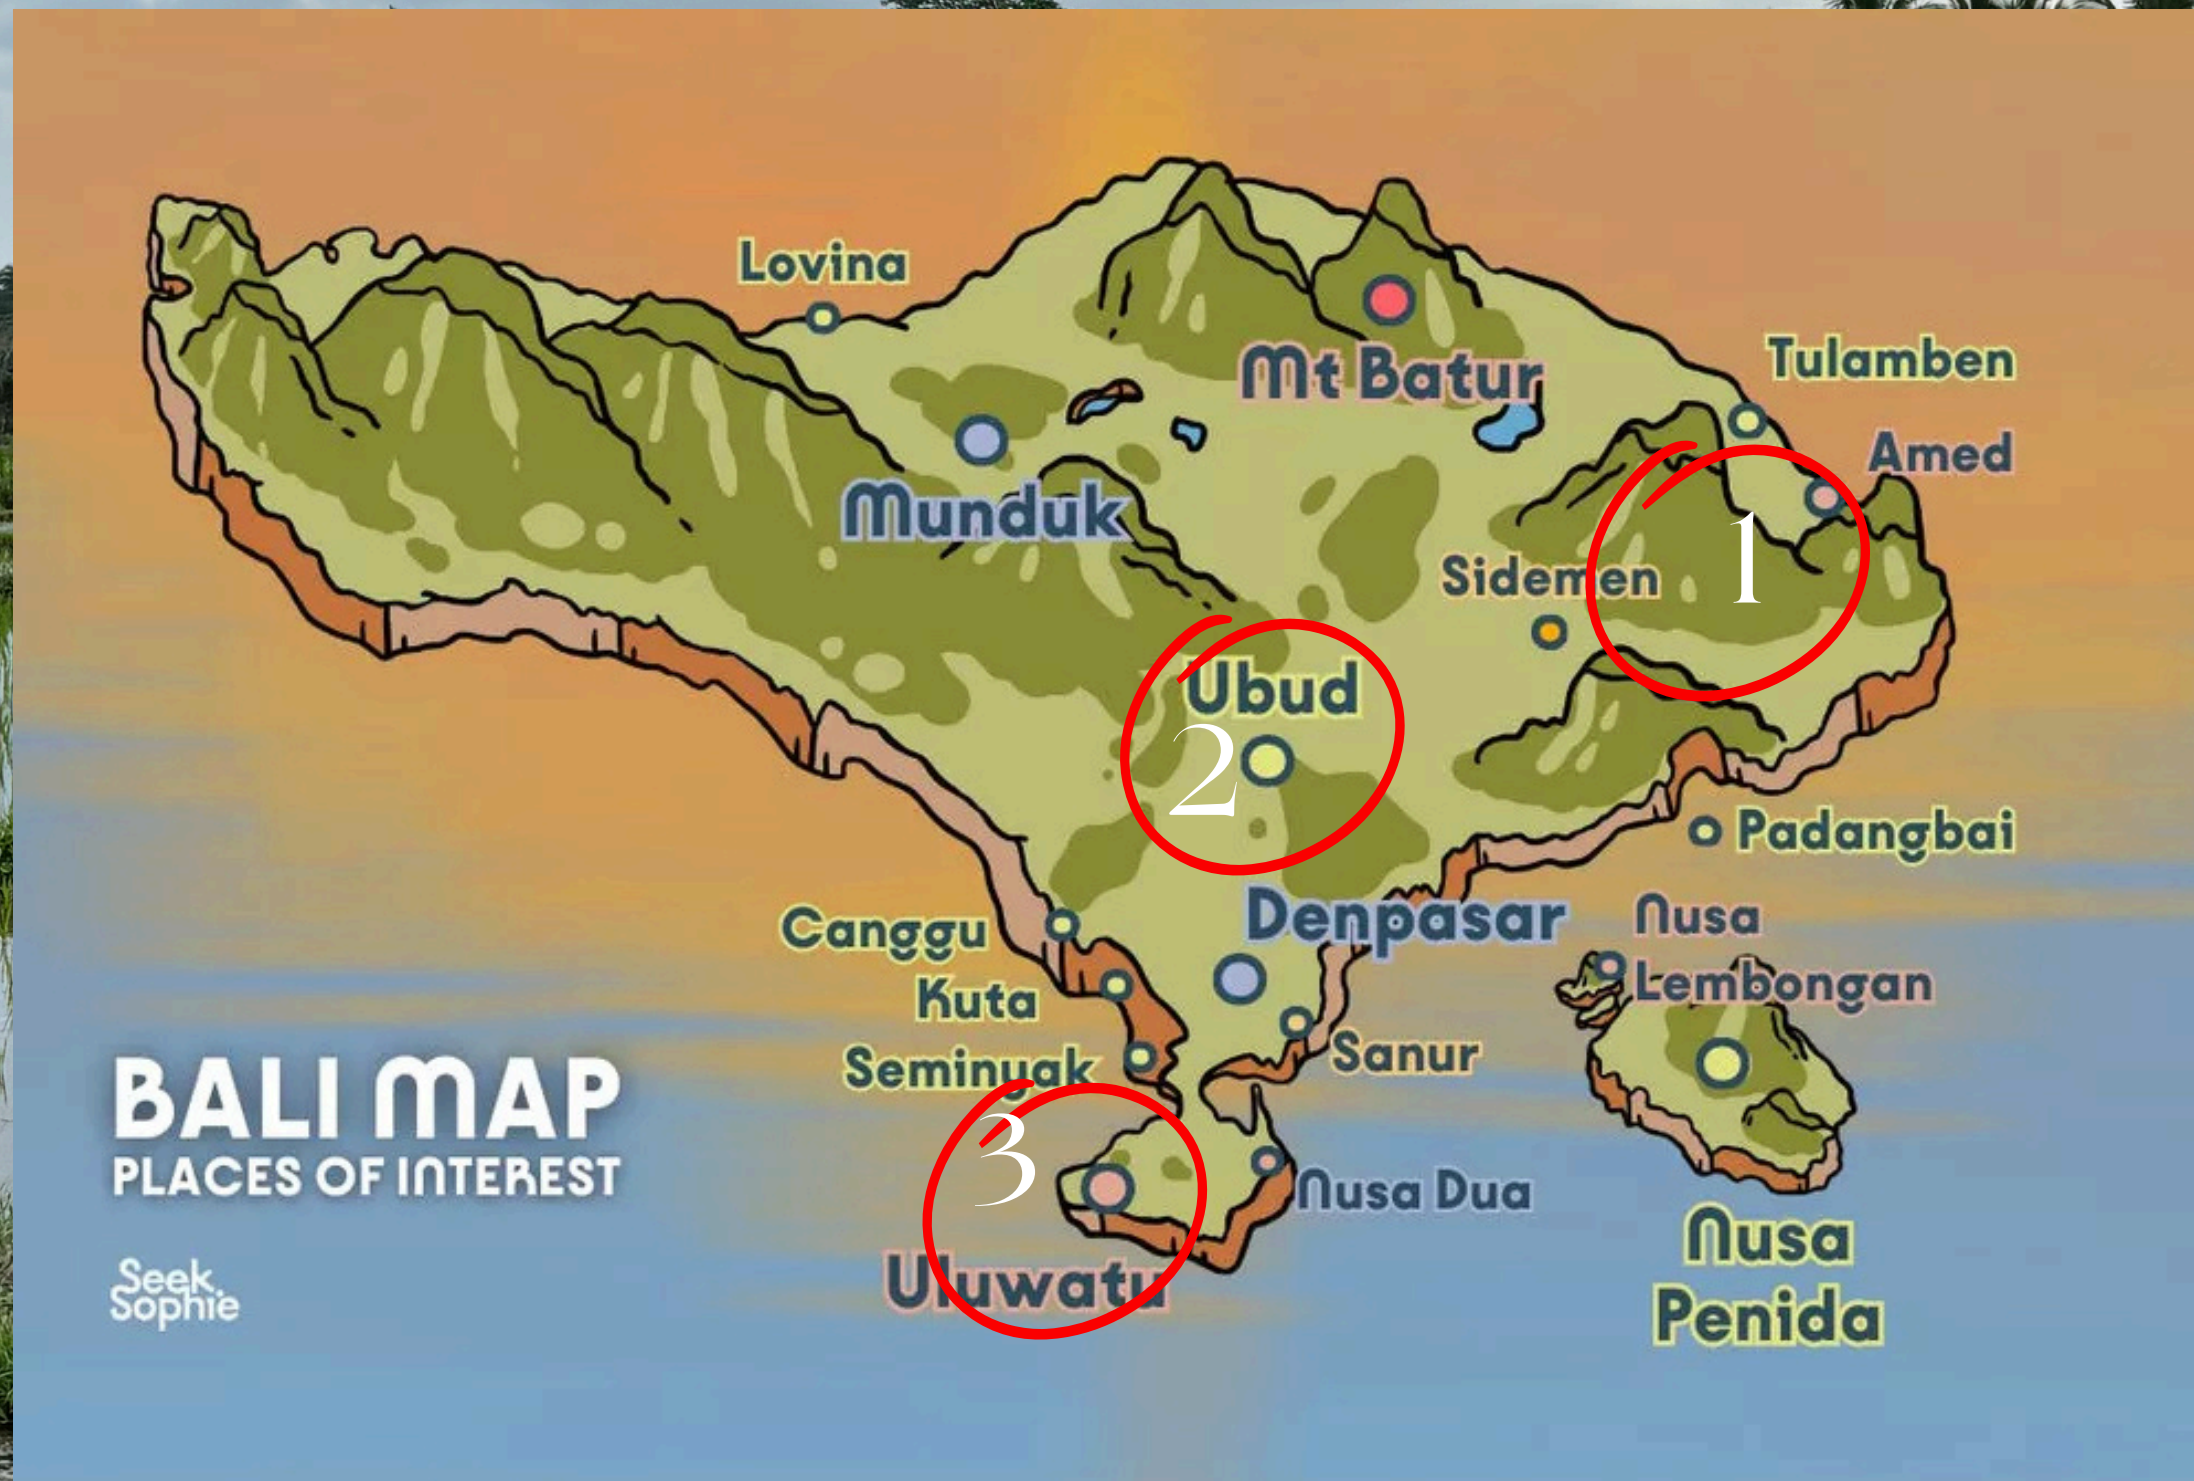 Lovina
Tulamben
Mt Batur
Amed
Munduk
1
Sidemen
Ubud
2
Padangbai
Denpasar
Canggu
Nusa
Lembongan
Kuta
Sanur
Seminyak
3
Nusa Dua
Uluwatu
Nusa
Penida
BALI MAP
PLACES OF INTEREST
Seek
Sophie